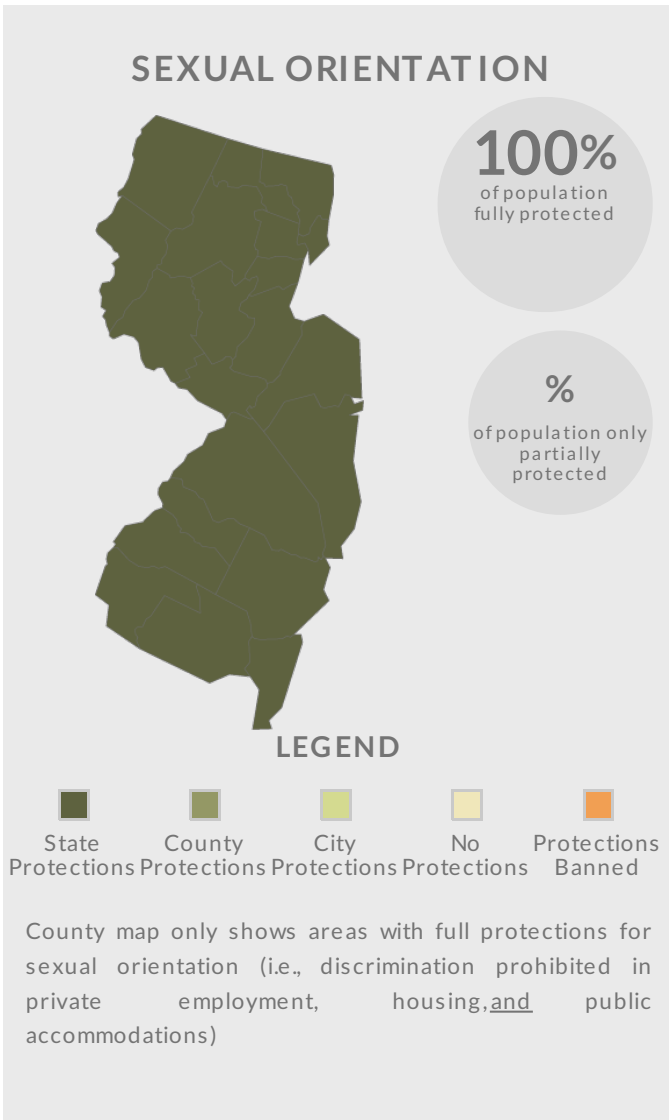 SEXUAL ORIENTATION
100%
of population
fully protected
%
of population only
partially
protected
LEGEND
State
Protections
County
Protections
City
Protections
No
Protections
Protections
Banned
County map only shows areas with full protections for
sexual orientation (i.e., discrimination prohibited in
private employment, housing,and public
accommodations)